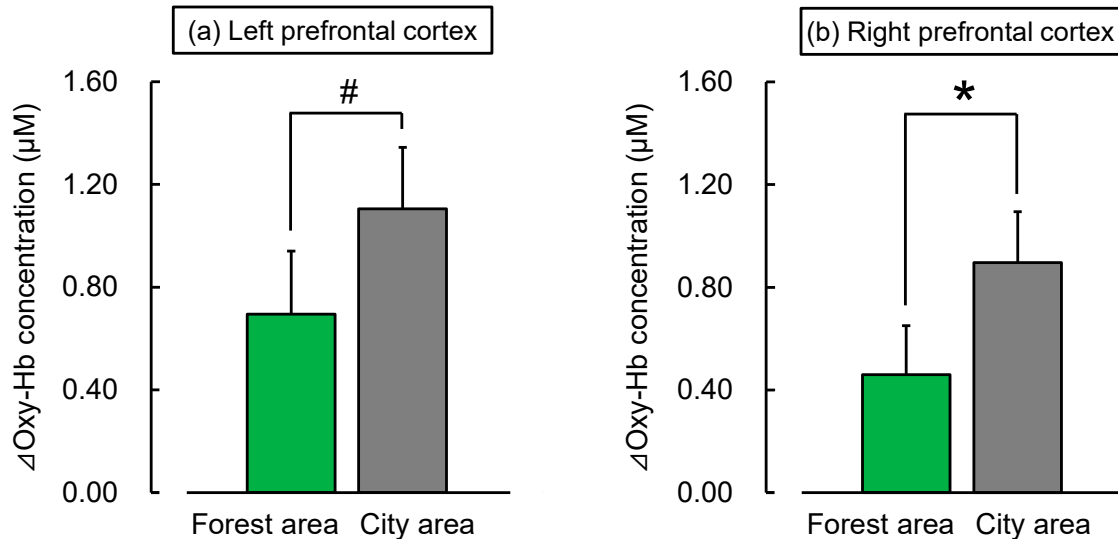 (a) Left prefrontal cortex
ΔOxy-Hb concentration (μM)
1.60
1.20
0.80
0.40
0.00
#
Forest area
City area
(b) Right prefrontal cortex
ΔOxy-Hb concentration (μM)
1.60
1.20
0.80
0.40
0.00
*
Forest area
City area